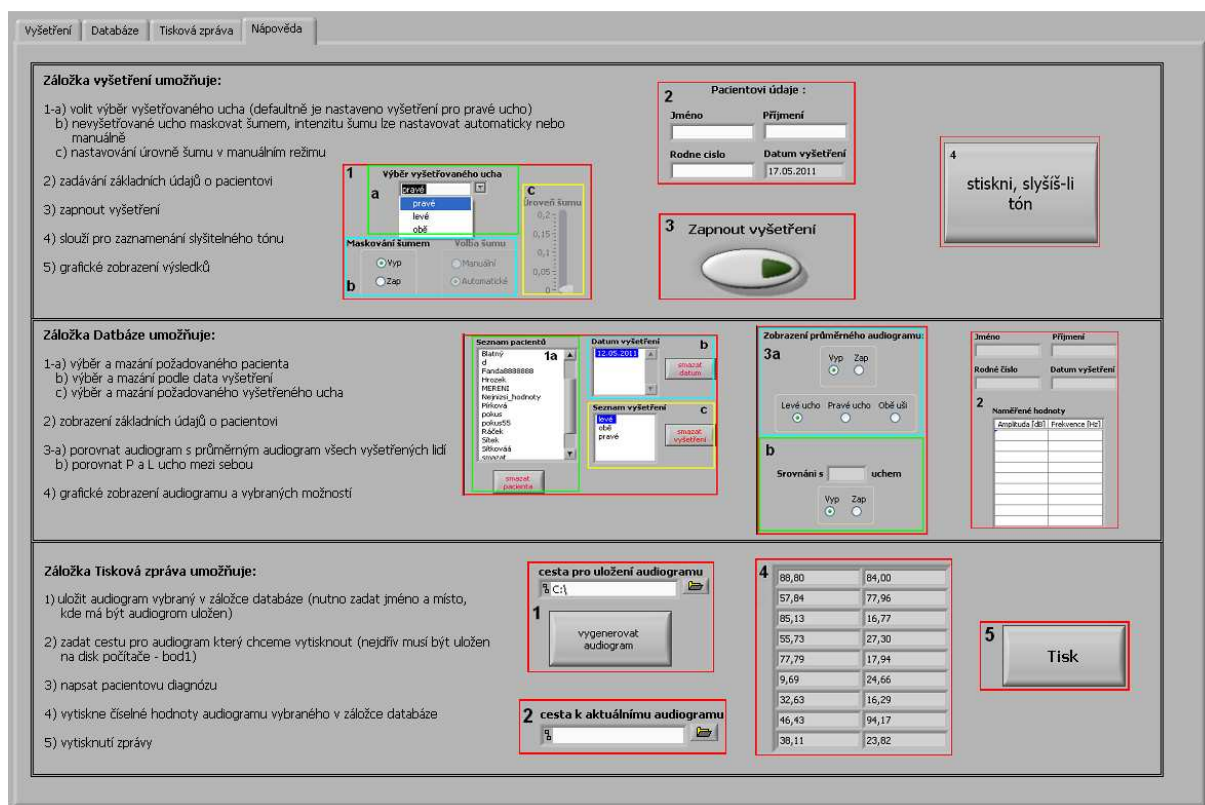 Vyšetření
Databáze
Tisková zpráva
Nápověda
Záložka vyšetření umožňuje:
1-a) volit výběr vyšetřovaného ucha (defaultně je nastaveno vyšetření pro pravé ucho)
b) nevyšetřované ucho maskovat šumem, intenzitu šumu lze nastavovat automaticky nebo
manuálně
c) nastavování úrovně šumu v manuálním režimu
2) zadávání základních údajů o pacientovi
3) zapnout vyšetření
4) slouží pro zaznamenání slyšitelného tónu
5) grafické zobrazení výsledků
1
Výběr vyšetřovaného ucha
a
pravé
pravé
levé
obě
c
Úroveň šumu
0,2
0,15
0,1
0,05
0
Maskování šumem
Volba šumu
Vyp
Manuální
b
Zap
Automatické
2
Pacientovi údaje :
Jméno
Příjmení
Rodne cislo
Datum vyšetření
17.05.2011
3
Zapnout vyšetření
4
stiskni, slyšíš-li
tón
Záložka Datbáze umožňuje:
1-a) výběr a mazání požadovaného pacienta
b) výběr a mazání podle data vyšetření
c) výběr a mazání požadovaného vyšetřeného ucha
2) zobrazení základních údajů o pacientovi
3-a) porovnat audiogram s průměrným audiogram všech vyšetřených lidí
b) porovnat P a L ucho mezi sebou
4) grafické zobrazení audiogramu a vybraných možností
Seznam pacientů
1a
Blatný
d
Fanda8888888
Hrozek
MERENI
Nejnizsi_hodnoty
Pírková
pokus
pokus55
Ráček
Sítek
Sítkováá
smazat
smazat
pacienta
Datum vyšetření
b
12.05.2011
smazat
datum
Seznam vyšetření
c
levé
obě
pravé
smazat
vyšetření
Zobrazení průměrného audiogramu:
3a
Vyp Zap
Levé ucho Pravé ucho Obě uši
b
Srovnáni s uchem
Vyp Zap
Jméno
Příjmení
Rodné číslo
Datum vyšetření
2
Naměřené hodnoty
Amplituda [dB] Frekvence [Hz]
Záložka Tisková zpráva umožňuje:
1) uložit audiogram vybraný v záložce databáze (nutno zadat jméno a místo,
kde má být audiogrom uložen)
2) zadat cestu pro audiogram který chceme vytisknout (nejdřív musí být uložen
na disk počítače - bod1)
3) napsat pacientovu diagnózu
4) vytiskne číselné hodnoty audiogramu vybraného v záložce databáze
5) vytisknutí zprávy
cesta pro uložení audiogramu
C:\
1
vygenerovat
audiogram
2 cesta k aktuálnímu audiogramu
4
88,80 84,00
57,84 77,96
85,13 16,77
55,73 27,30
77,79 17,94
9,69 24,66
32,63 16,29
46,43 94,17
38,11 23,82
5
Tisk